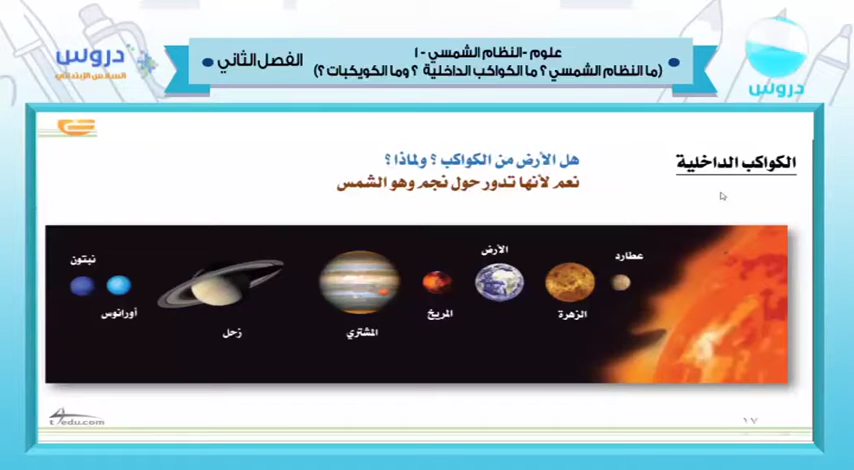 علوم -النظام الشمسي - ١
(ما النظام الشمسي ؟ ما الكواكب الداخلية ؟ وما الكويكبات ؟)
الفصل الثاني
دروس
السادس الإبتدائي
دروس
الكواكب الداخلية
هل الأرض من الكواكب ؟ ولماذا ؟
نعم لأنها تدور حول نجم وهو الشمس
عطارد
الزهرة
الأرض
المريخ
المشتري
زحل
أورانوس
نبتون
t4edu.com
١٧